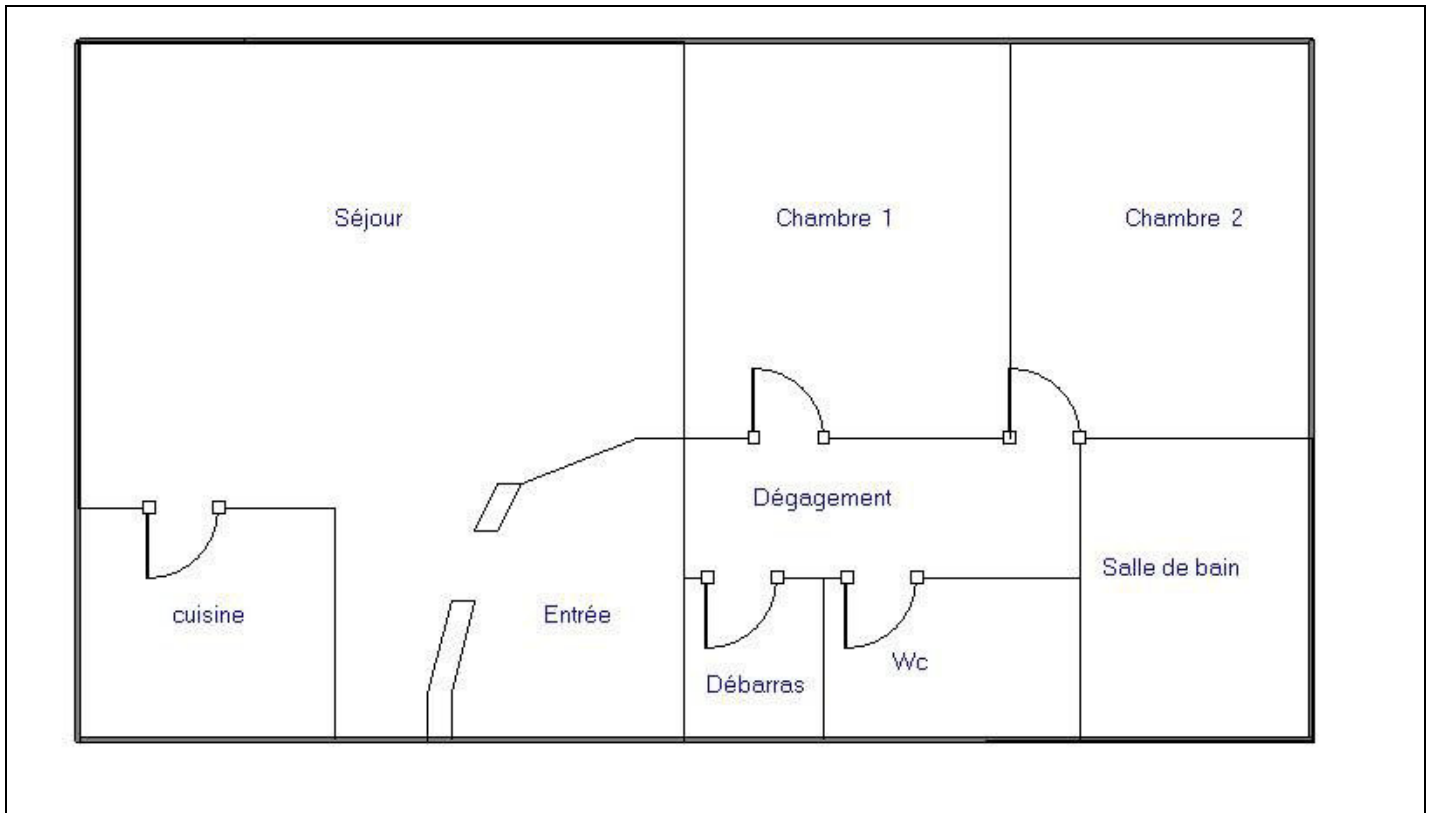 Séjour
Chambre 1
Chambre 2
Dégagement
Salle de bain
cuisine
Entrée
Wc
Débarras